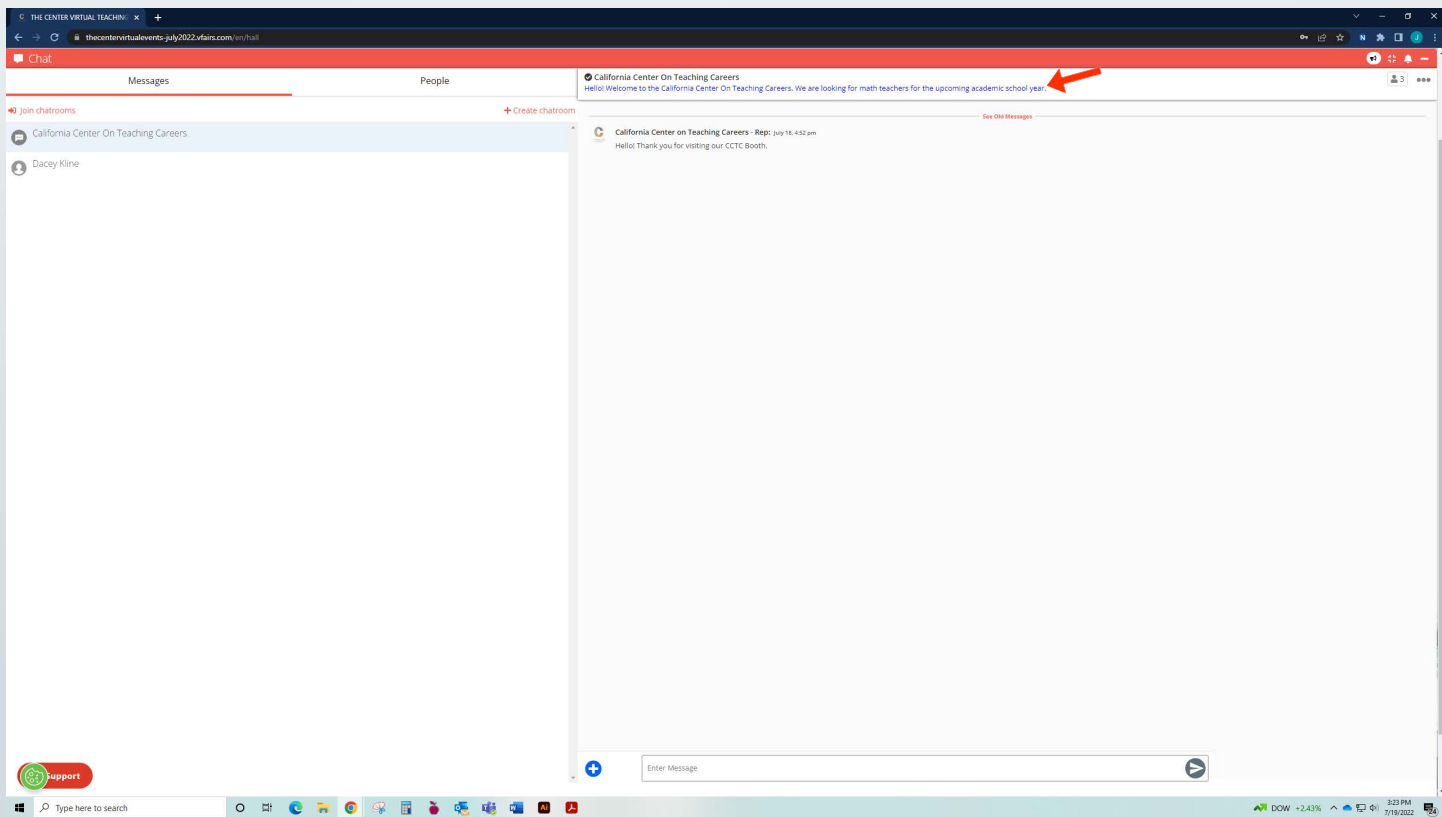 THE CENTER VIRTUAL TEACHING
thecentervirtualevents-july2022.vfairs.com/en/hall
N
J
Chat
Messages
People
California Center On Teaching Careers
Hello! Welcome to the California Center On Teaching Careers. We are looking for math teachers for the upcoming academic school year.
3
Join chatrooms
+ Create chatroom
See Old Messages
California Center On Teaching Careers
California Center on Teaching Careers - Rep: July 18, 4:52 pm
Hello! Thank you for visiting our CCTC Booth.
Dacey Kline
Support
Enter Message
Type here to search
DOW +2.43%
3:23 PM
7/19/2022
24